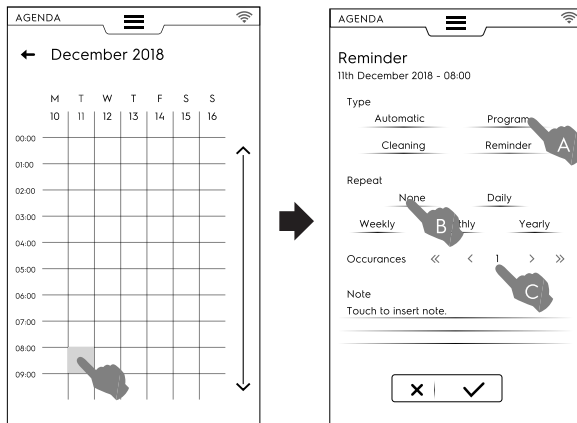 AGENDA
December 2018
M T W T F S S
10 11 12 13 14 15 16
00:00
01:00
02:00
03:00
04:00
05:00
06:00
07:00
08:00
09:00
AGENDA
Reminder
11th December 2018 - 08:00
Type
Automatic Program
A
Cleaning Reminder
Repeat
None Daily
B
Weekly thly Yearly
Occurances « < 1 > »
C
Note
Touch to insert note.